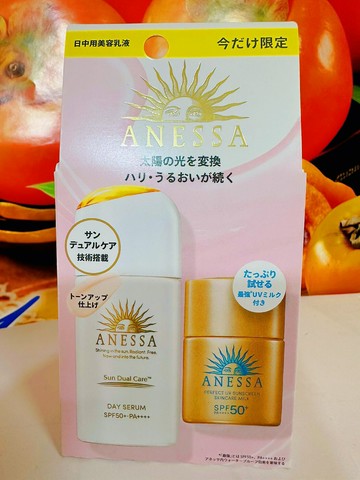 日中用美容乳液
今だけ限定
ANESSA
太陽の光を変換
ハリ・うるおいが続く
サン
デュアルケア
技術搭載
トーンアップ
仕上げ
たっぷり
試せる
最強*UVミルク
付き
ANESSA
Sun Dual Care™
DAY SERUM
SPF50+・PA++++
ANESSA
PERFECT UV SUNSCREEN
SKINCARE MILK
SPF50+
PA++++